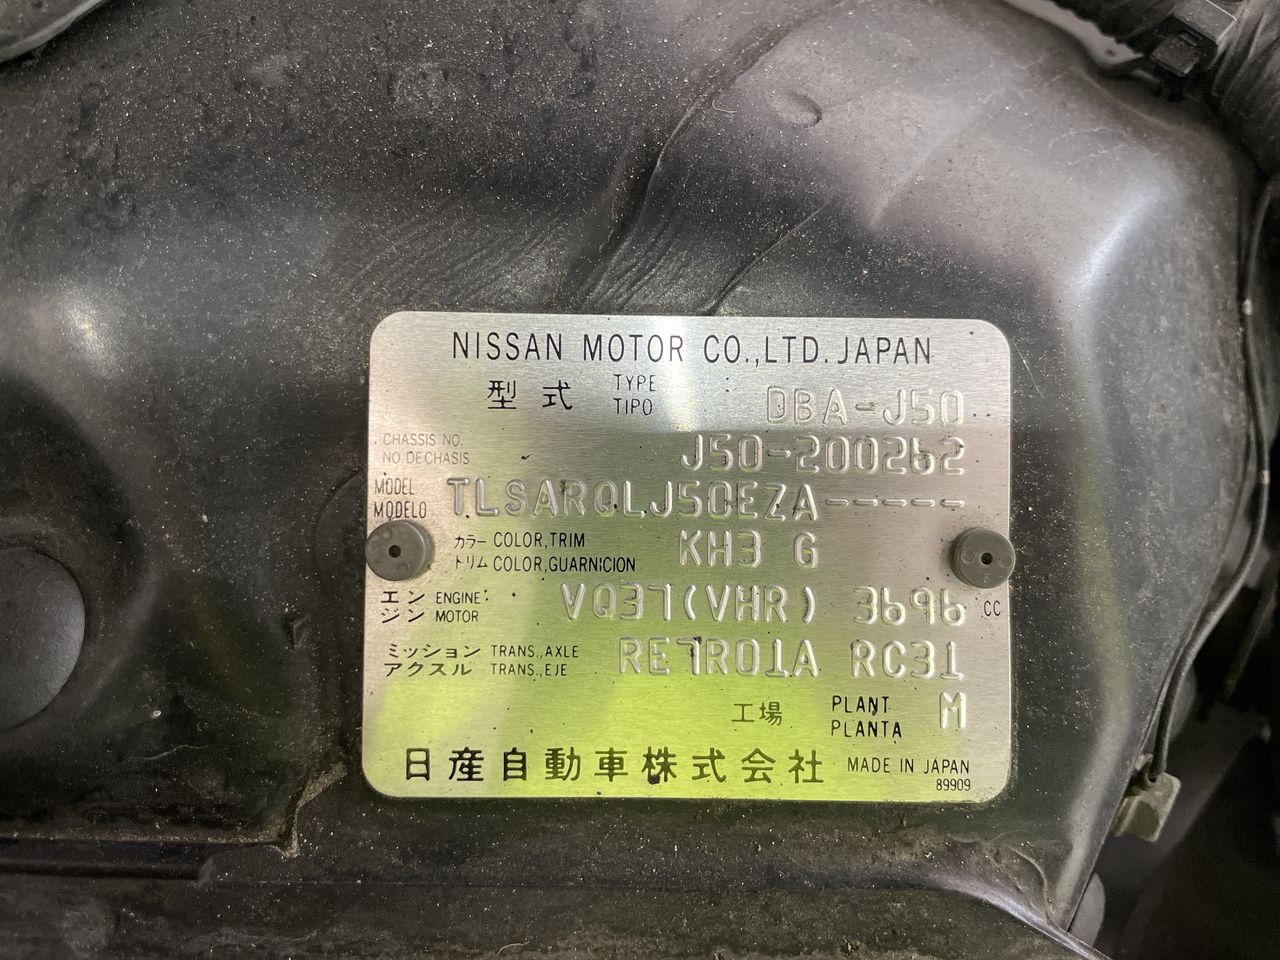 NISSAN MOTOR CO.,LTD. JAPAN
型式 TYPE TIPO : DBA-J50
CHASSIS NO. NO DE CHASIS J50-200262
MODEL MODELO TLSARQLJ50EZA-----
カラー COLOR,TRIM KH3 G
トリム COLOR,GUARNICION
エンジン ENGINE: MOTOR VQ37(VHR) 3696 CC
ミッション TRANS.,AXLE RE7R01A RC31
アクスル TRANS.,EJE
工場 PLANT PLANTA M
日産自動車株式会社 MADE IN JAPAN
89909